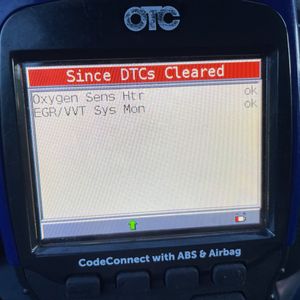 OTC
Since DTCs Cleared
Oxygen Sens Htr ok
EGR/VVT Sys Mon ok
CodeConnect with ABS & Airbag